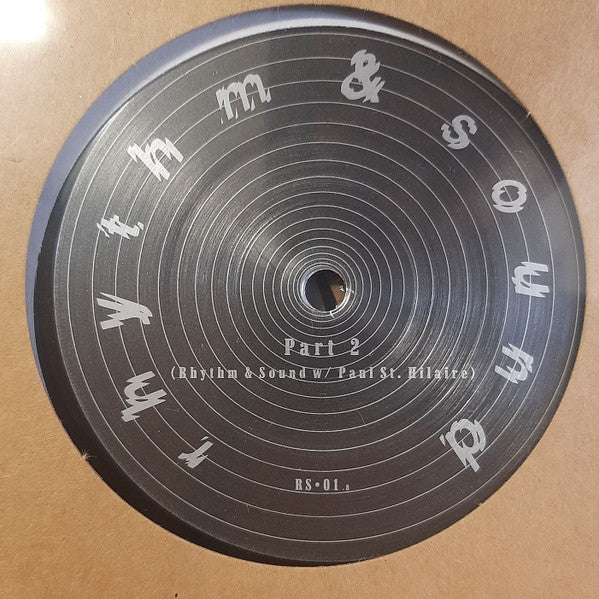 rhythm & sound
Part 2
(Rhythm & Sound w/ Paul St. Hilaire)
RS•01.B